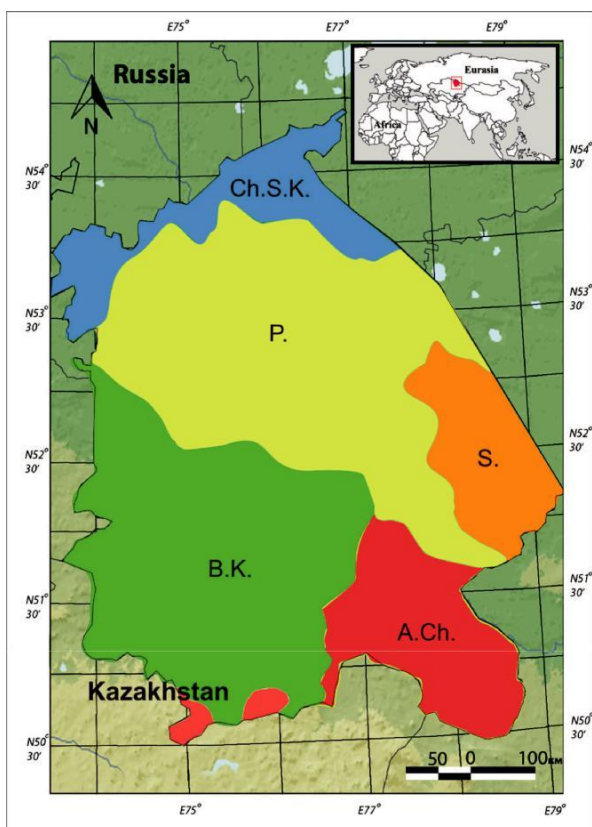 E75°
E77°
E79°
Russia
N
Eurasia
Africa
N54°
30'
N54°
30'
Ch.S.K.
N53°
30'
N53°
30'
P.
N52°
30'
N52°
30'
S.
B.K.
N51°
30'
N51°
30'
A.Ch.
Kazakhstan
N50°
30'
N50°
30'
50 0 100км
E75°
E77°
E79°